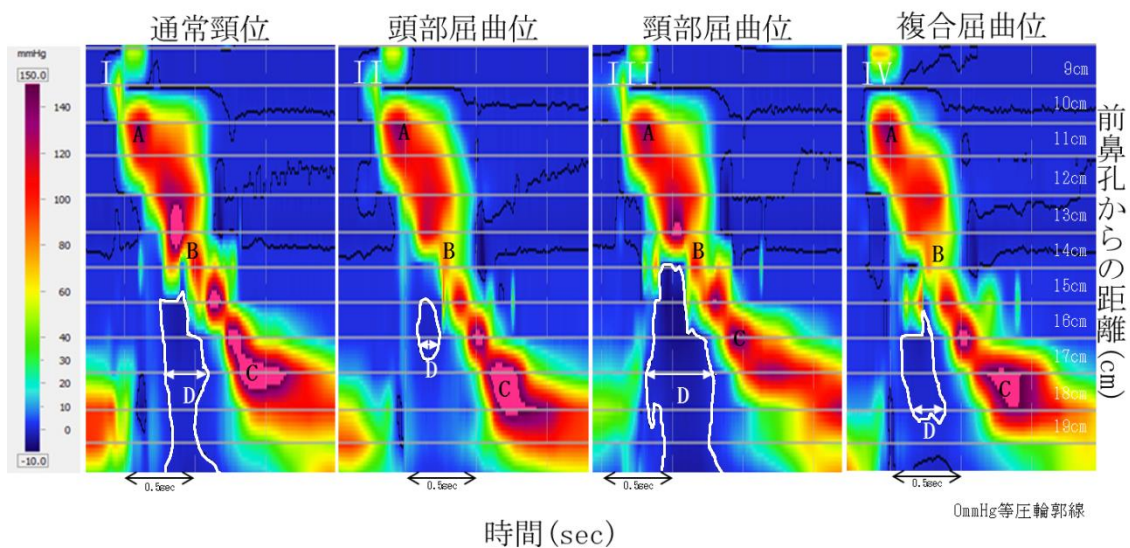 通常頸位 頭部屈曲位 頸部屈曲位 複合屈曲位
mmHg
150.0
140
120
100
80
60
40
30
20
10
0
-10.0
I II III IV
A A A A
B B B B
C C C C
D D D D
9cm
10cm
11cm
12cm
13cm
14cm
15cm
16cm
17cm
18cm
19cm
前鼻孔からの距離(cm)
0.5sec 0.5sec 0.5sec 0.5sec
0mmHg等圧輪郭線
時間(sec)